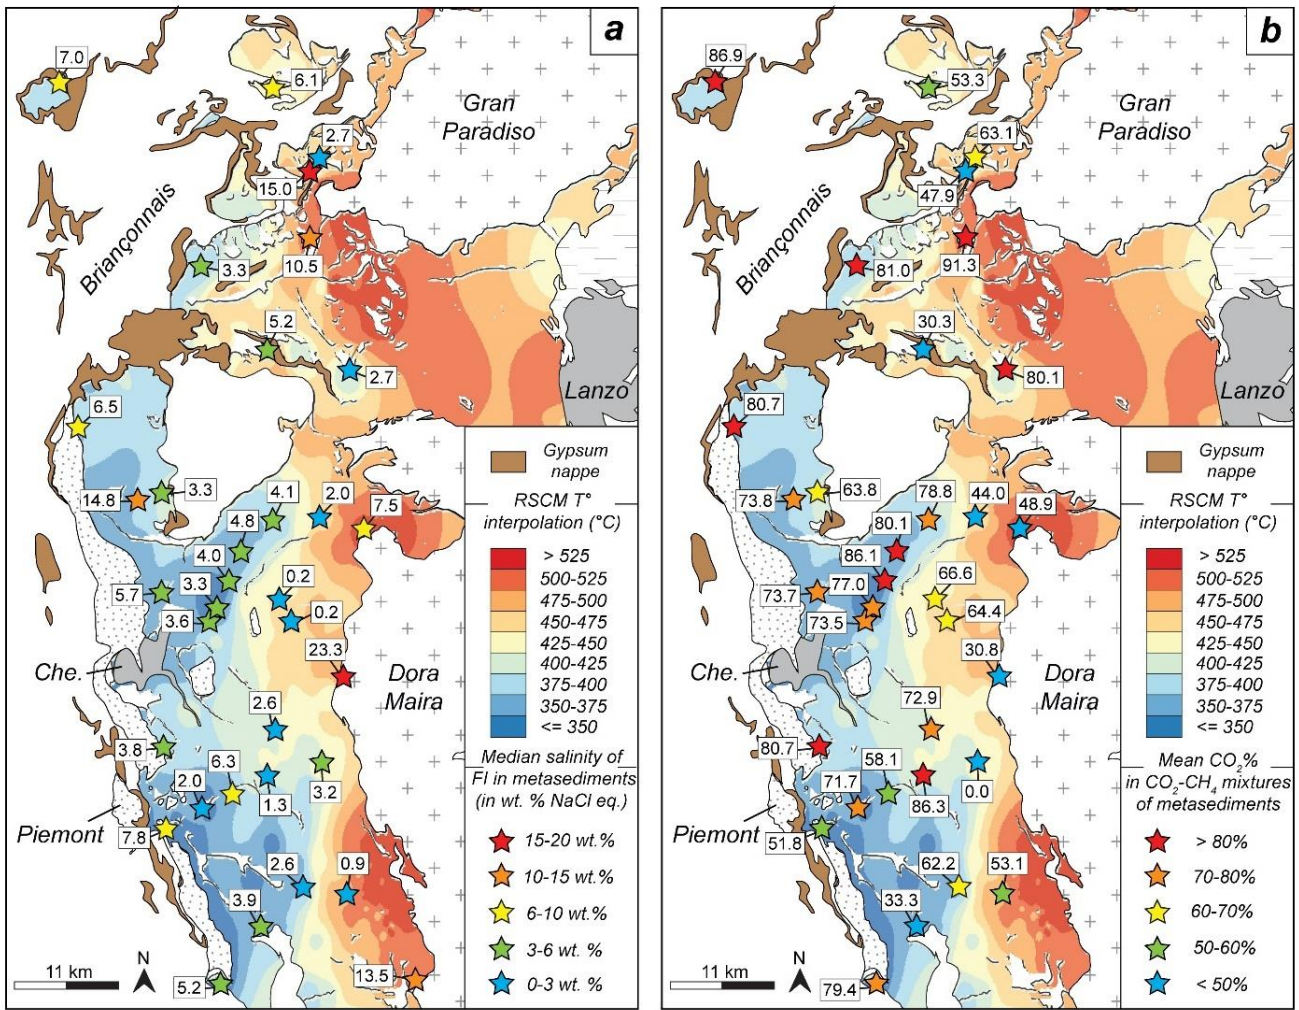 a
7.0
6.1
Gran
Paradiso
2.7
15.0
Briançonnais
3.3
10.5
5.2
2.7
Lanzo
6.5
14.8
3.3
4.1
2.0
7.5
4.8
4.0
3.3
5.7
0.2
0.2
3.6
23.3
Che.
Dora
Maira
2.6
3.8
6.3
2.0
3.2
1.3
Piemont
7.8
2.6
0.9
3.9
13.5
5.2
11 km
N
Gypsum
nappe
RSCM T°
interpolation (°C)
> 525
500-525
475-500
450-475
425-450
400-425
375-400
350-375
<= 350
Median salinity of
FI in metasediments
(in wt. % NaCl eq.)
15-20 wt.%
10-15 wt.%
6-10 wt.%
3-6 wt. %
0-3 wt. %
b
86.9
53.3
Gran
Paradiso
63.1
47.9
Briançonnais
81.0
91.3
30.3
80.1
Lanzo
80.7
73.8
63.8
78.8
44.0
48.9
80.1
86.1
77.0
73.7
66.6
73.5
64.4
30.8
Che.
Dora
Maira
72.9
80.7
58.1
71.7
0.0
86.3
Piemont
51.8
62.2
53.1
33.3
79.4
11 km
N
Gypsum
nappe
RSCM T°
interpolation (°C)
> 525
500-525
475-500
450-475
425-450
400-425
375-400
350-375
<= 350
Mean CO2%
in CO2-CH4 mixtures
of metasediments
> 80%
70-80%
60-70%
50-60%
< 50%